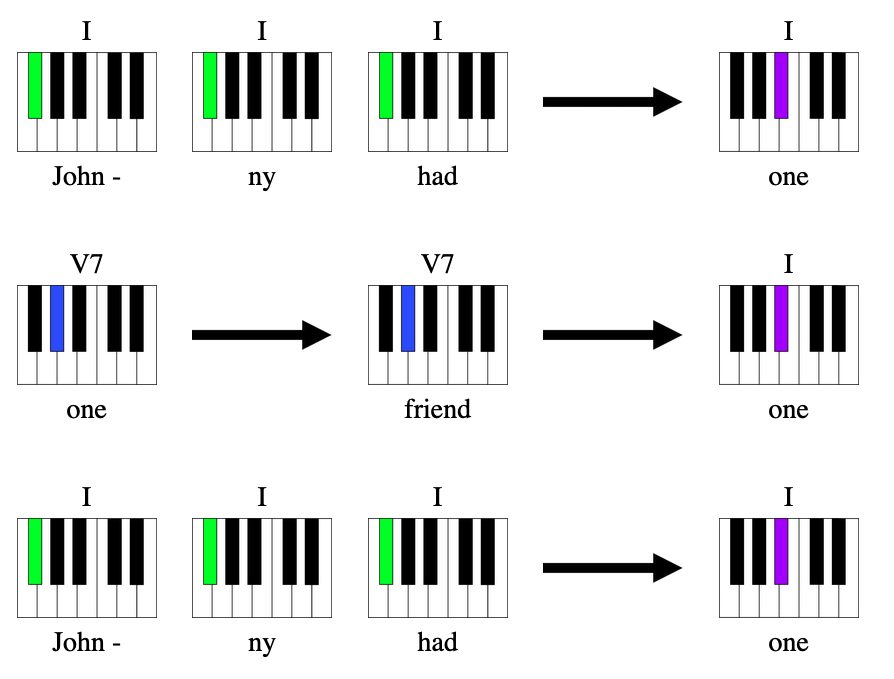 I I I I
John - ny had one
V7 V7 I
one friend one
I I I I
John - ny had one